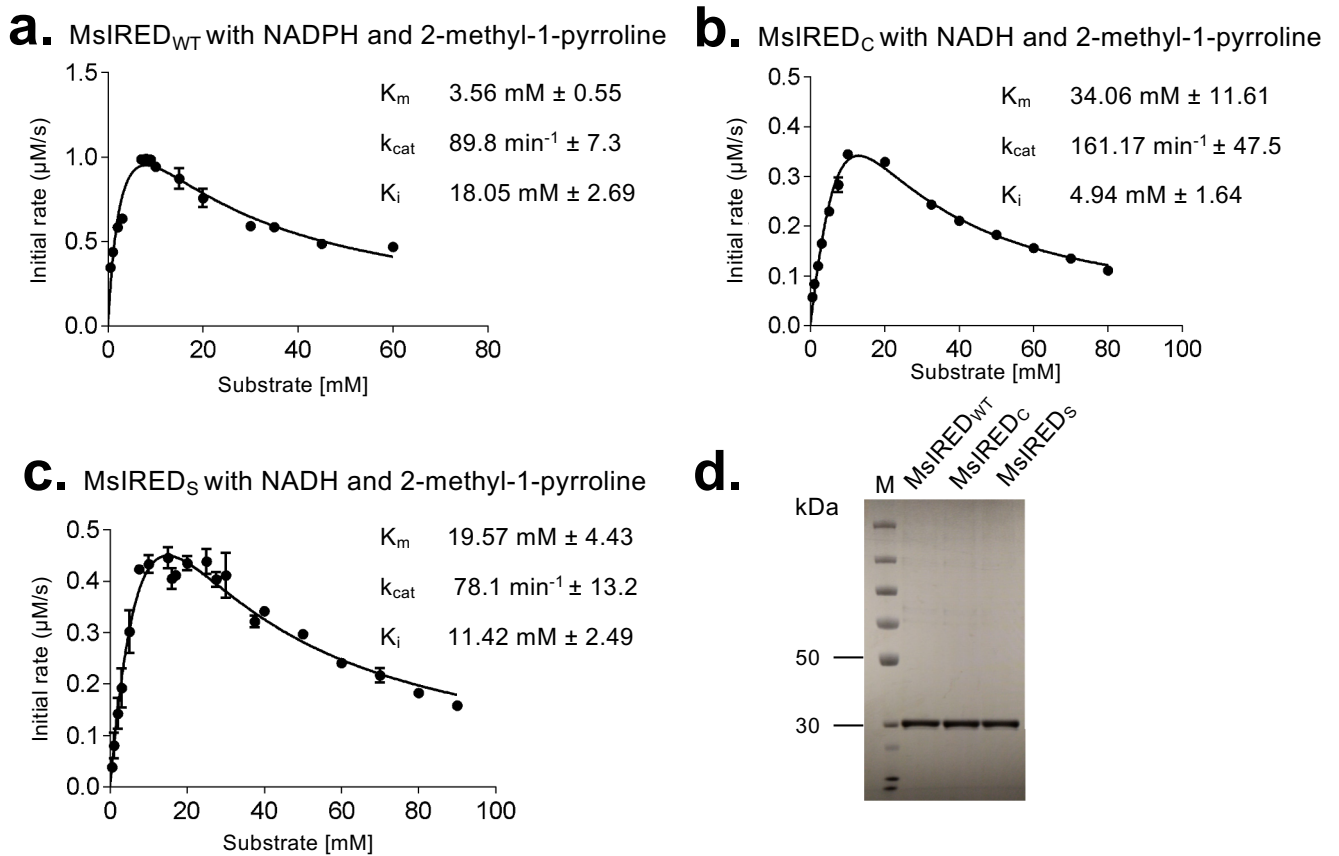 a. MsIRED_WT with NADPH and 2-methyl-1-pyrroline
K_m 3.56 mM ± 0.55
k_cat 89.8 min⁻¹ ± 7.3
K_i 18.05 mM ± 2.69
Initial rate (μM/s)
1.5
1.0
0.5
0.0
0 20 40 60 80
Substrate [mM]
b. MsIRED_C with NADH and 2-methyl-1-pyrroline
K_m 34.06 mM ± 11.61
k_cat 161.17 min⁻¹ ± 47.5
K_i 4.94 mM ± 1.64
Initial rate (μM/s)
0.5
0.4
0.3
0.2
0.1
0.0
0 20 40 60 80 100
Substrate [mM]
c. MsIRED_S with NADH and 2-methyl-1-pyrroline
K_m 19.57 mM ± 4.43
k_cat 78.1 min⁻¹ ± 13.2
K_i 11.42 mM ± 2.49
Initial rate (μM/s)
0.5
0.4
0.3
0.2
0.1
0.0
0 20 40 60 80 100
Substrate [mM]
d.
kDa
M MsIRED_WT MsIRED_C MsIRED_S
50
30